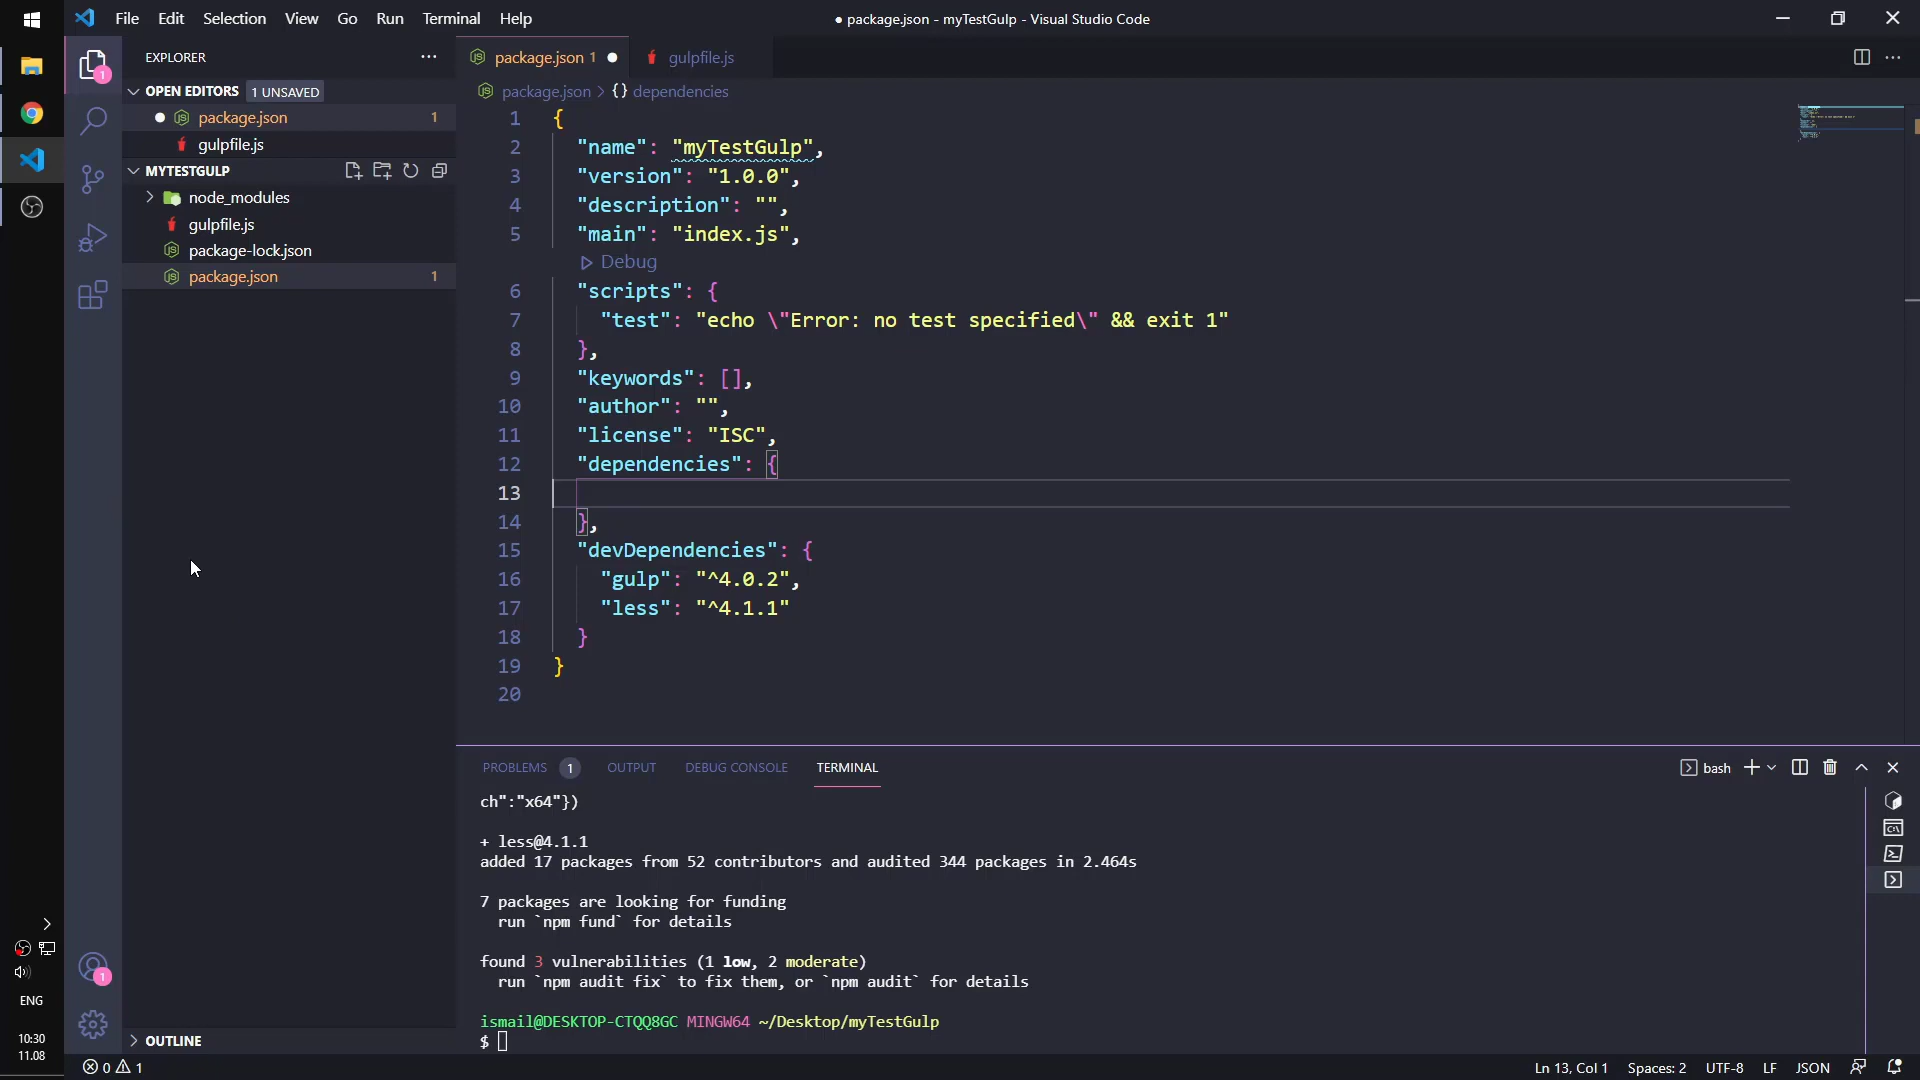 File Edit Selection View Go Run Terminal Help
● package.json - myTestGulp - Visual Studio Code
EXPLORER
OPEN EDITORS 1 UNSAVED
package.json 1
gulpfile.js
MYTESTGULP
node_modules
gulpfile.js
package-lock.json
package.json 1
OUTLINE
1
1
package.json 1
gulpfile.js
package.json > {} dependencies
1 {
2 "name": "myTestGulp",
3 "version": "1.0.0",
4 "description": "",
5 "main": "index.js",
Debug
6 "scripts": {
7 "test": "echo \"Error: no test specified\" && exit 1"
8 },
9 "keywords": [],
10 "author": "",
11 "license": "ISC",
12 "dependencies": {
13
14 },
15 "devDependencies": {
16 "gulp": "^4.0.2",
17 "less": "^4.1.1"
18 }
19 }
20
PROBLEMS 1 OUTPUT DEBUG CONSOLE TERMINAL
bash
ch":"x64"})
+ less@4.1.1
added 17 packages from 52 contributors and audited 344 packages in 2.464s
7 packages are looking for funding
run `npm fund` for details
found 3 vulnerabilities (1 low, 2 moderate)
run `npm audit fix` to fix them, or `npm audit` for details
ismail@DESKTOP-CTQQ8GC MINGW64 ~/Desktop/myTestGulp
$
ENG
10:30
11.08
0 1
Ln 13, Col 1 Spaces: 2 UTF-8 LF JSON